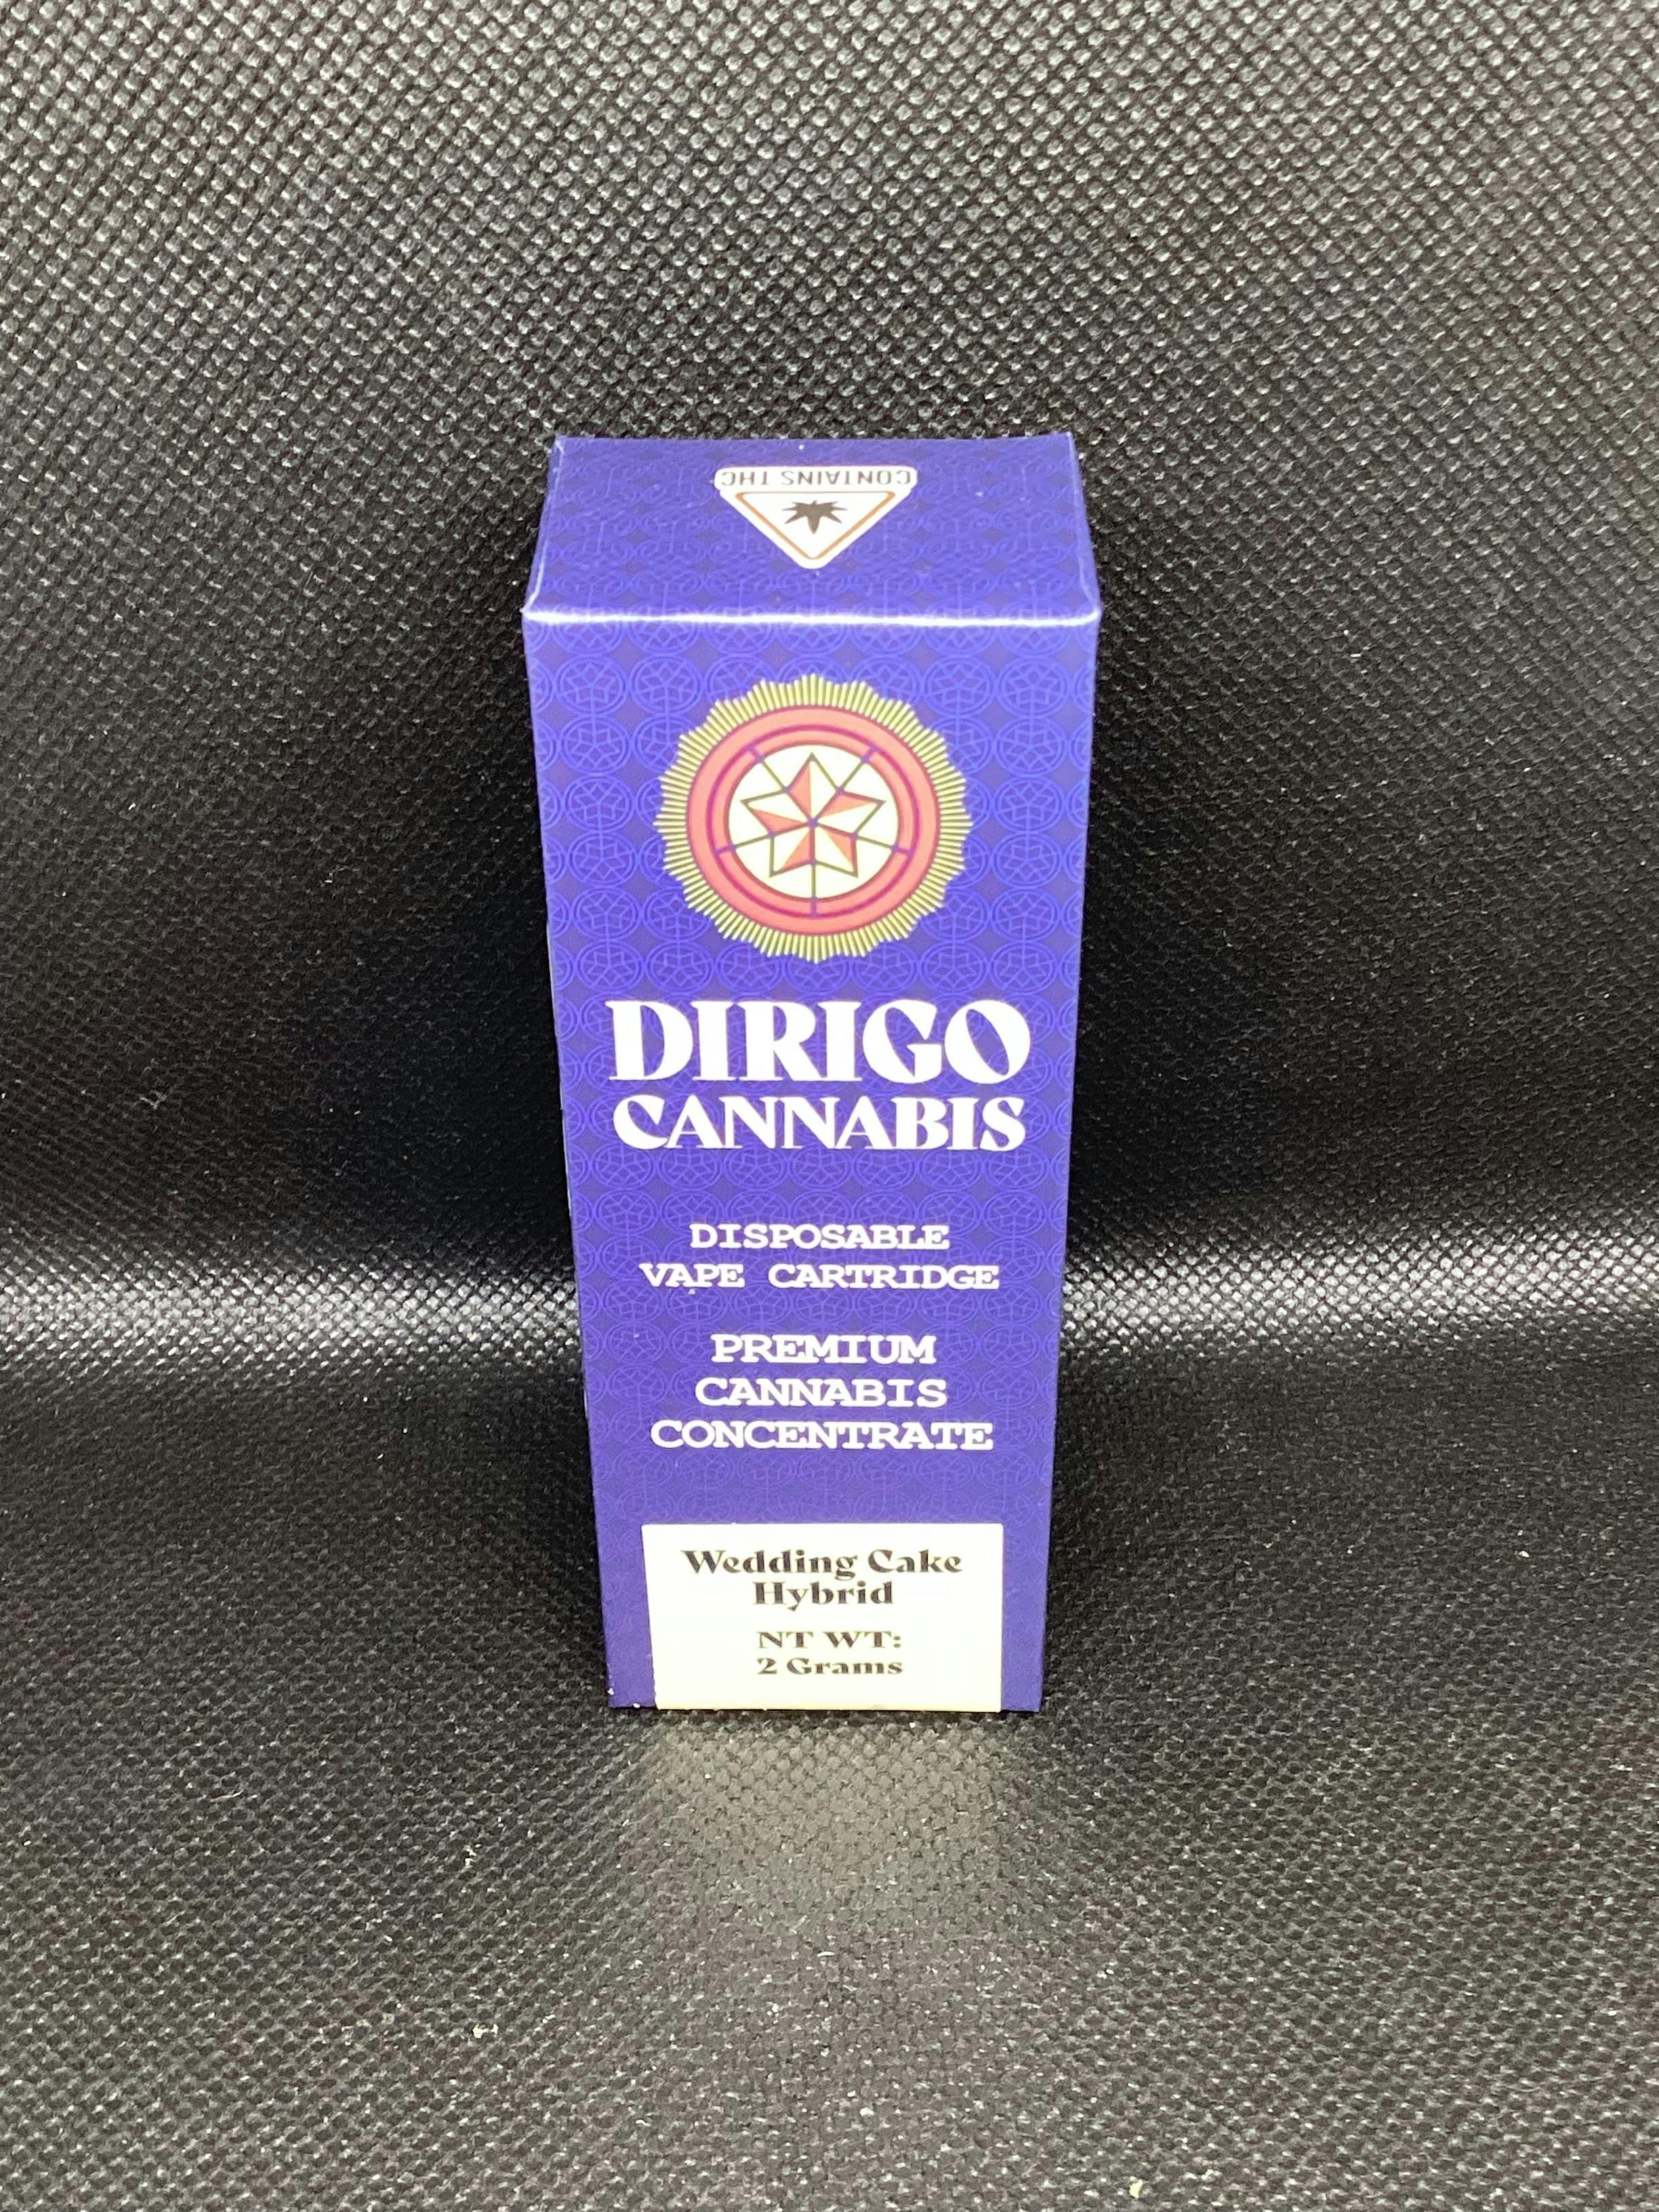 CONTAINS THC
DIRIGO
CANNABIS
DISPOSABLE
VAPE CARTRIDGE
PREMIUM
CANNABIS
CONCENTRATE
Wedding Cake
Hybrid
NT WT:
2 Grams